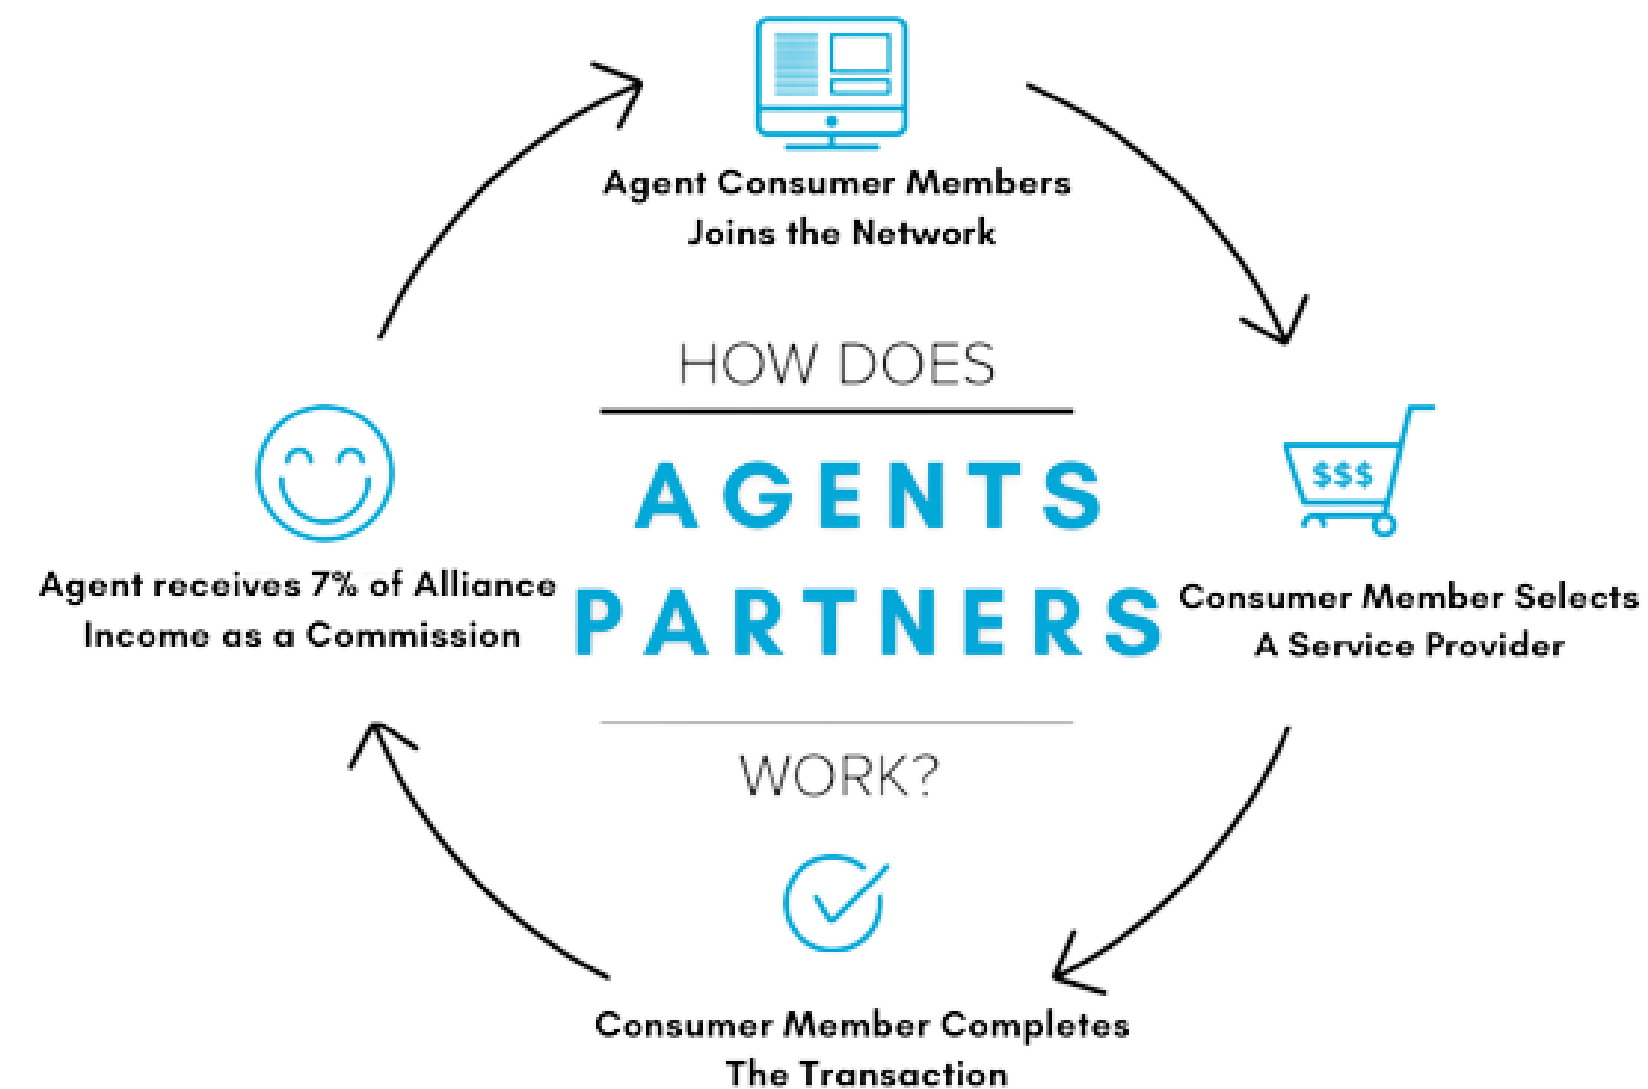 Agent Consumer Members
Joins the Network
HOW DOES
AGENTS
PARTNERS
WORK?
$$$
Consumer Member Selects
A Service Provider
Consumer Member Completes
The Transaction
Agent receives 7% of Alliance
Income as a Commission